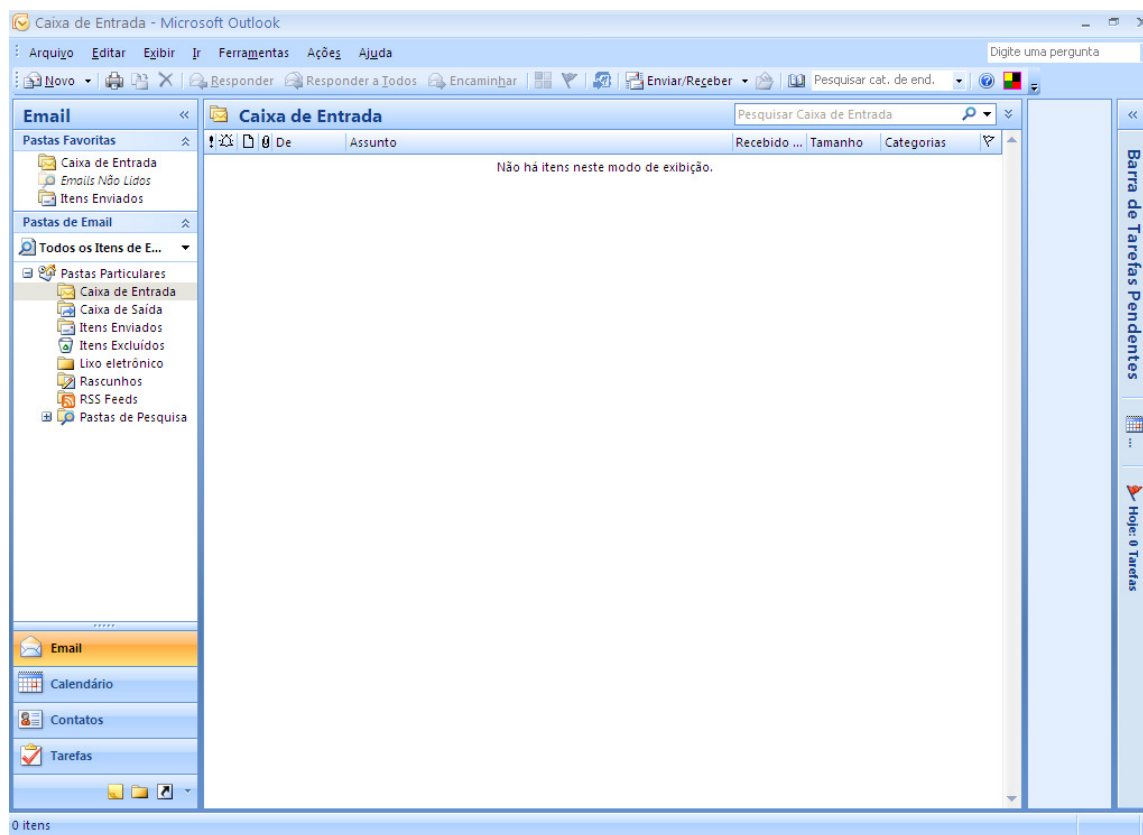 Caixa de Entrada - Microsoft Outlook
Arquivo Editar Exibir Ir Ferramentas Ações Ajuda Digite uma pergunta
Novo Responder Responder a Todos Encaminhar Enviar/Receber Pesquisar cat. de end.
Email
Pastas Favoritas
Caixa de Entrada
Emails Não Lidos
Itens Enviados
Pastas de Email
Todos os Itens de E...
Pastas Particulares
Caixa de Entrada
Caixa de Saída
Itens Enviados
Itens Excluídos
Lixo eletrônico
Rascunhos
RSS Feeds
Pastas de Pesquisa
Email
Calendário
Contatos
Tarefas
Caixa de Entrada Pesquisar Caixa de Entrada
De Assunto Recebido ... Tamanho Categorias
Não há itens neste modo de exibição.
Barra de Tarefas Pendentes
Hoje: 0 Tarefas
0 itens